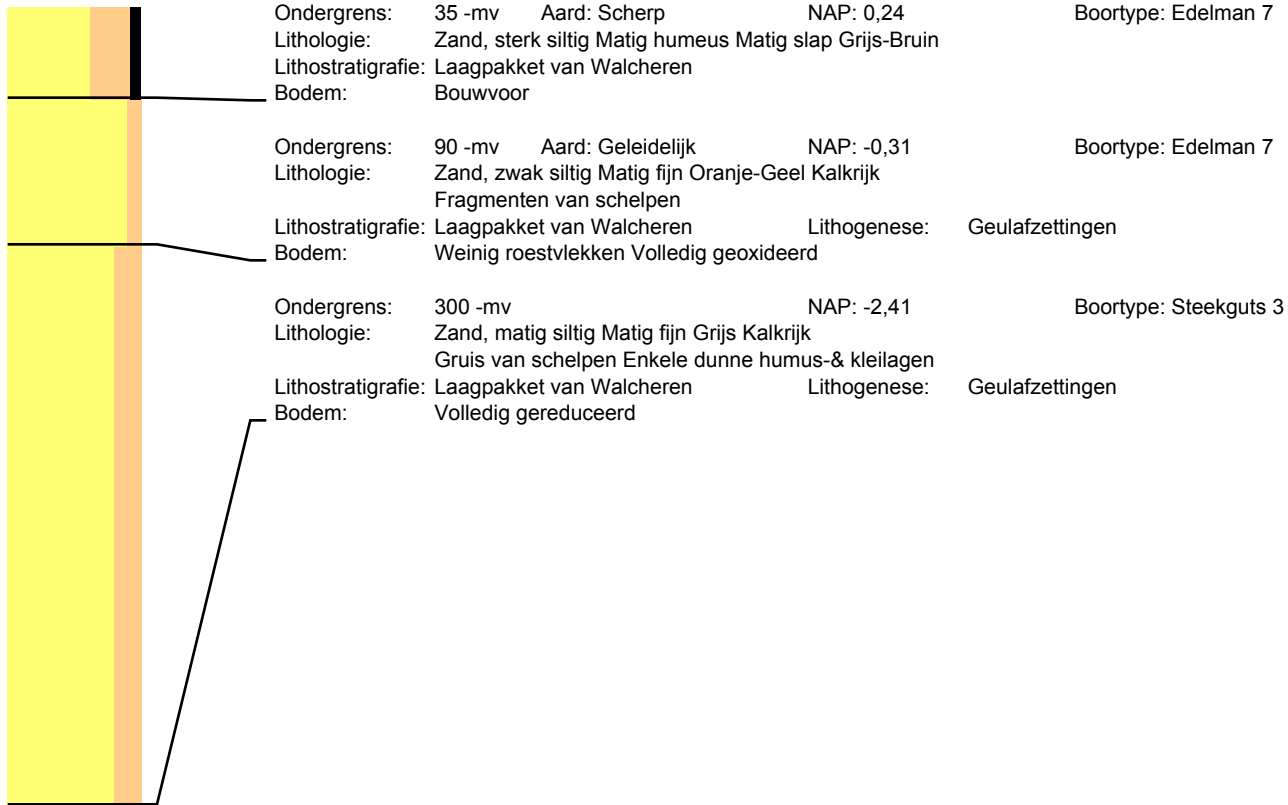 Ondergrens: 35 -mv Aard: Scherp NAP: 0,24 Boortype: Edelman 7
Lithologie: Zand, sterk siltig Matig humeus Matig slap Grijs-Bruin
Lithostratigrafie: Laagpakket van Walcheren
Bodem: Bouwvoor
Ondergrens: 90 -mv Aard: Geleidelijk NAP: -0,31 Boortype: Edelman 7
Lithologie: Zand, zwak siltig Matig fijn Oranje-Geel Kalkrijk
Fragmenten van schelpen
Lithostratigrafie: Laagpakket van Walcheren Lithogenese: Geulafzettingen
Bodem: Weinig roestvlekken Volledig geoxideerd
Ondergrens: 300 -mv NAP: -2,41 Boortype: Steekguts 3
Lithologie: Zand, matig siltig Matig fijn Grijs Kalkrijk
Gruis van schelpen Enkele dunne humus-& kleilagen
Lithostratigrafie: Laagpakket van Walcheren Lithogenese: Geulafzettingen
Bodem: Volledig gereduceerd